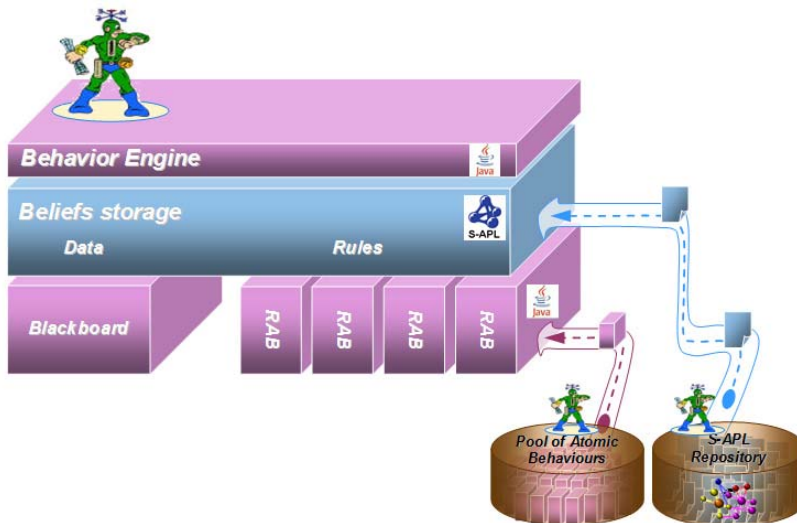 Behavior Engine
Java
Beliefs storage
S-APL
Data
Rules
Blackboard
RAB
RAB
RAB
RAB
Java
Pool of Atomic
Behaviours
S-APL
Repository